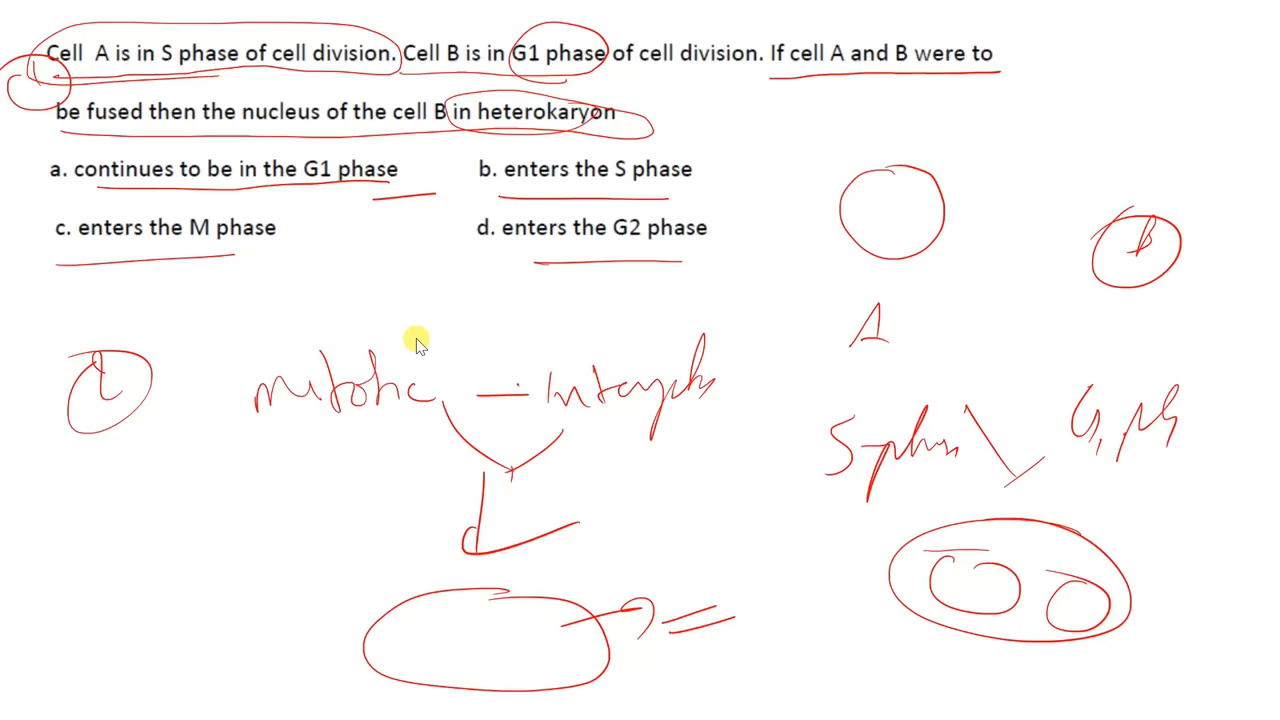 Cell A is in S phase of cell division. Cell B is in G1 phase of cell division. If cell A and B were to
be fused then the nucleus of the cell B in heterokaryon
a. continues to be in the G1 phase b. enters the S phase
c. enters the M phase d. enters the G2 phase
B
A
mitotic —
S phase